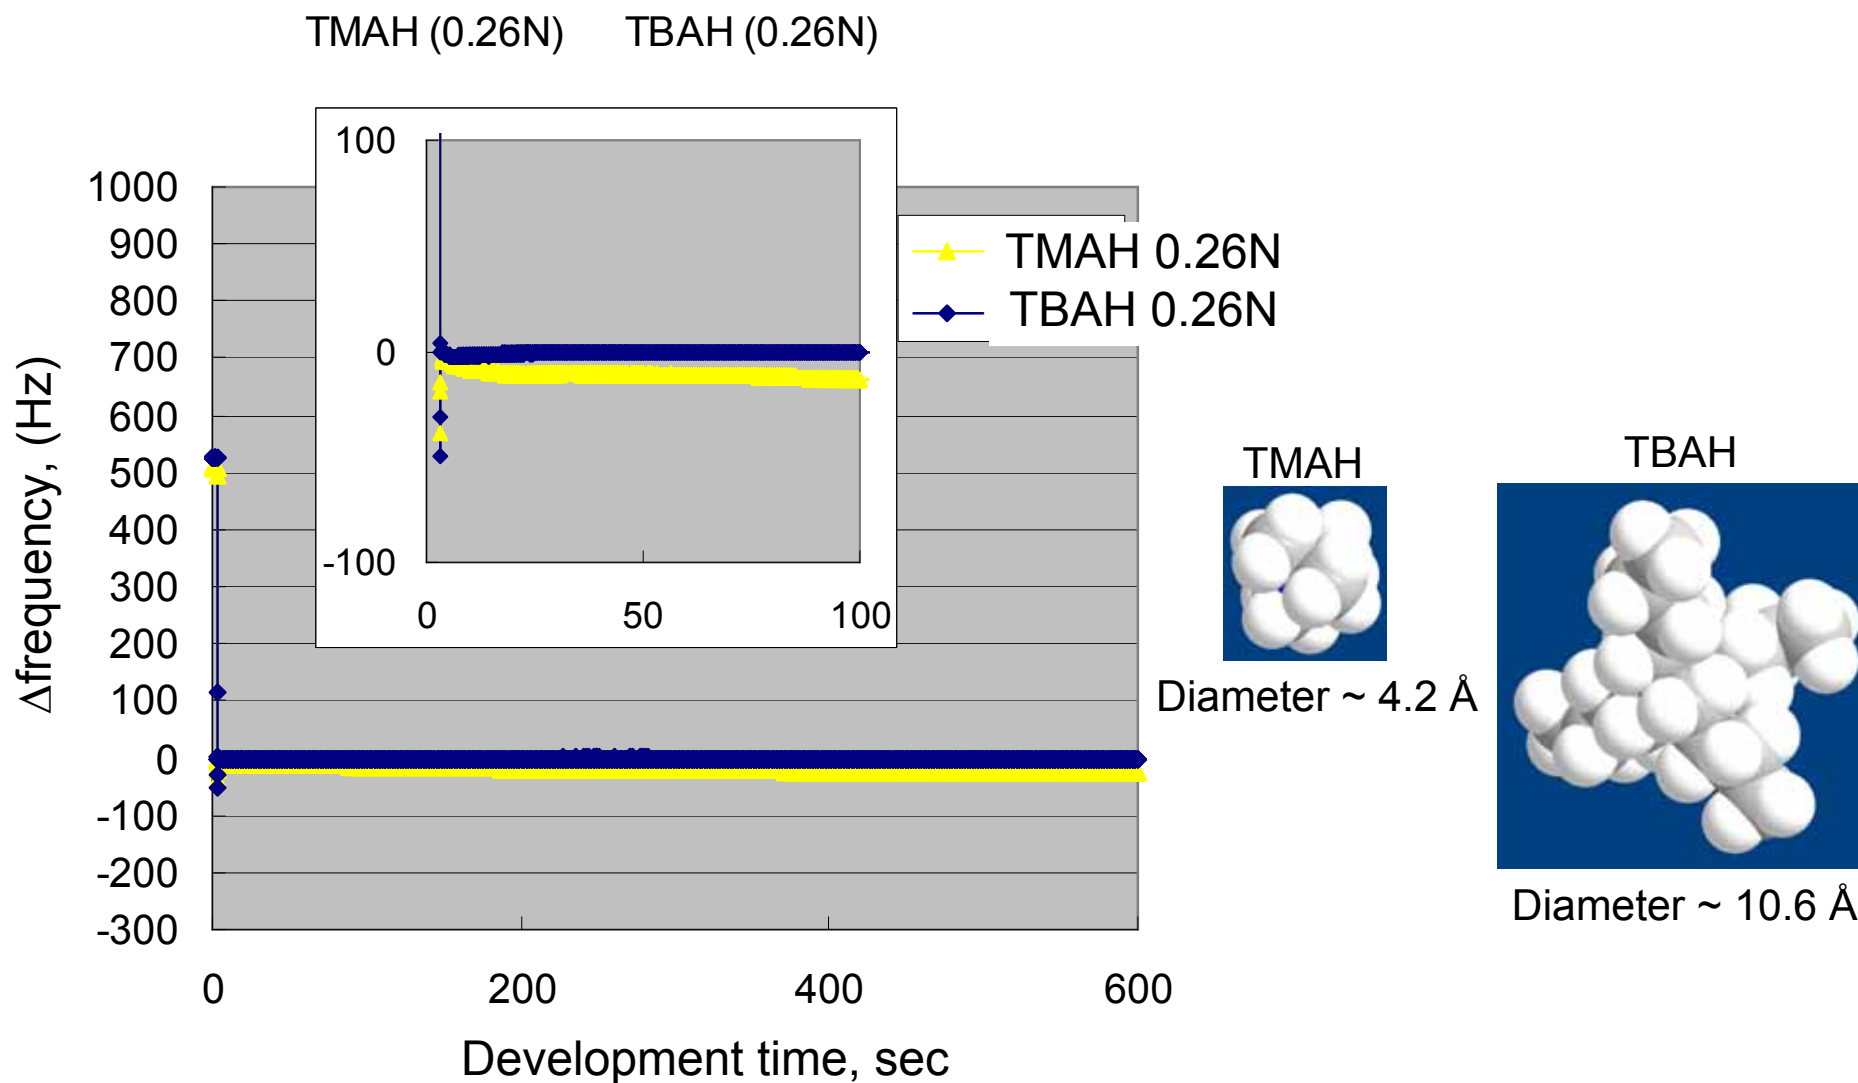 TMAH (0.26N) TBAH (0.26N)
100
0
-100
0 50 100
1000
900
800
700
600
500
400
300
200
100
0
-100
-200
-300
0 200 400 600
Δfrequency, (Hz)
Development time, sec
TMAH 0.26N
TBAH 0.26N
TMAH
Diameter ~ 4.2 Å
TBAH
Diameter ~ 10.6 Å